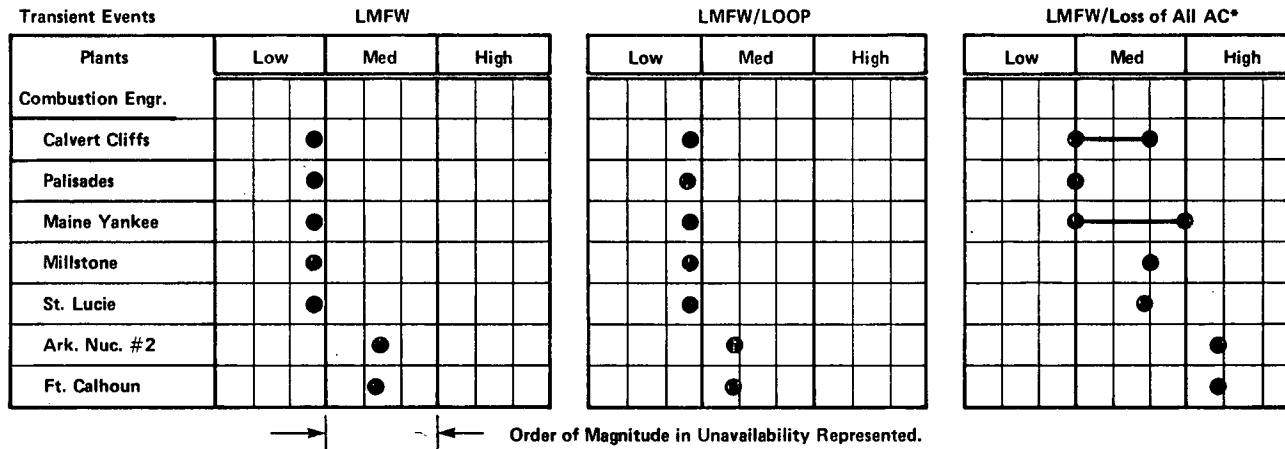 Transient Events LMFW LMFW/LOOP LMFW/Loss of All AC*
Plants Low Med High Low Med High Low Med High
Combustion Engr.
Calvert Cliffs
Palisades
Maine Yankee
Millstone
St. Lucie
Ark. Nuc. #2
Ft. Calhoun
Order of Magnitude in Unavailability Represented.